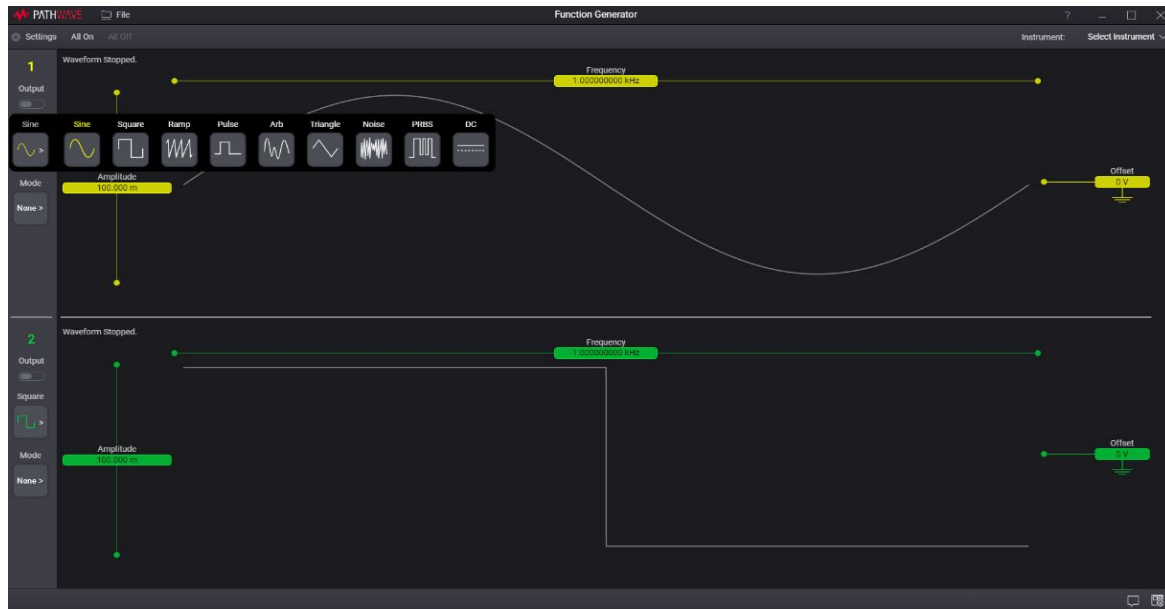 PATHWAVE File Function Generator ?
Settings All On All Off Instrument: Select Instrument
1
Waveform Stopped.
Output
Frequency
1.000000000 kHz
Sine Sine Square Ramp Pulse Arb Triangle Noise PRBS DC
Mode
None >
Amplitude
100.000 m
Offset
0 V
2
Waveform Stopped.
Output
Frequency
1.000000000 kHz
Square
Mode
None >
Amplitude
100.000 m
Offset
0 V